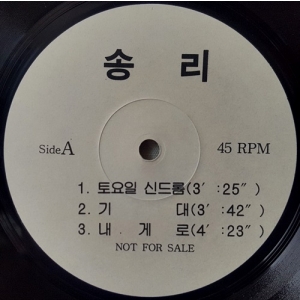 송 리
Side A 45 RPM
1. 토요일 신드롬(3′ :25″)
2. 기 대(3′ :42″)
3. 내 게 로(4′ :23″)
NOT FOR SALE